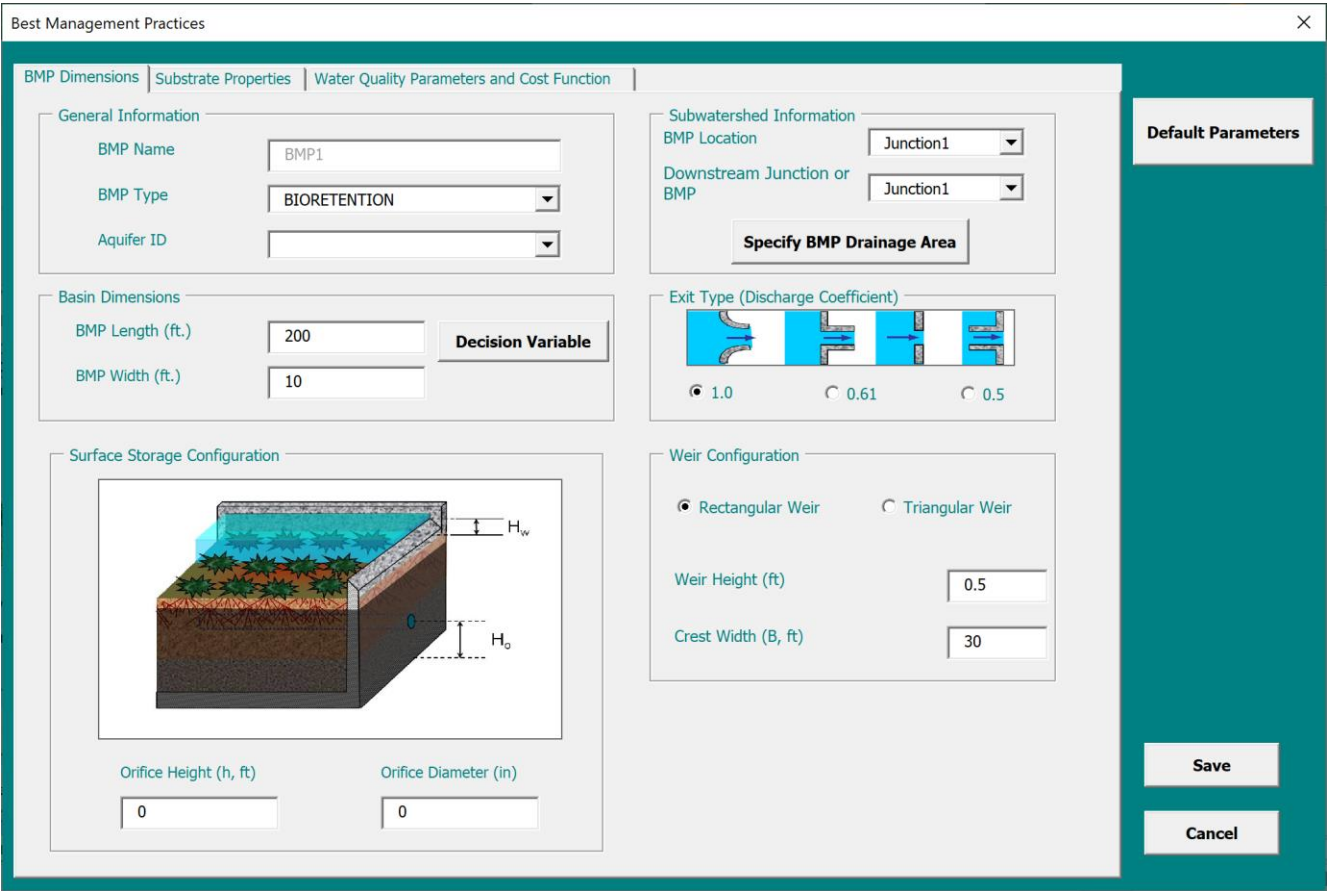 Best Management Practices
BMP Dimensions
Substrate Properties
Water Quality Parameters and Cost Function
General Information
BMP Name
BMP1
BMP Type
BIORETENTION
Aquifer ID
Subwatershed Information
BMP Location
Junction1
Downstream Junction or
BMP
Junction1
Specify BMP Drainage Area
Default Parameters
Basin Dimensions
BMP Length (ft.)
200
Decision Variable
BMP Width (ft.)
10
Exit Type (Discharge Coefficient)
1.0
0.61
0.5
Surface Storage Configuration
Hw
Ho
Orifice Height (h, ft)
Orifice Diameter (in)
0
0
Weir Configuration
Rectangular Weir
Triangular Weir
Weir Height (ft)
0.5
Crest Width (B, ft)
30
Save
Cancel